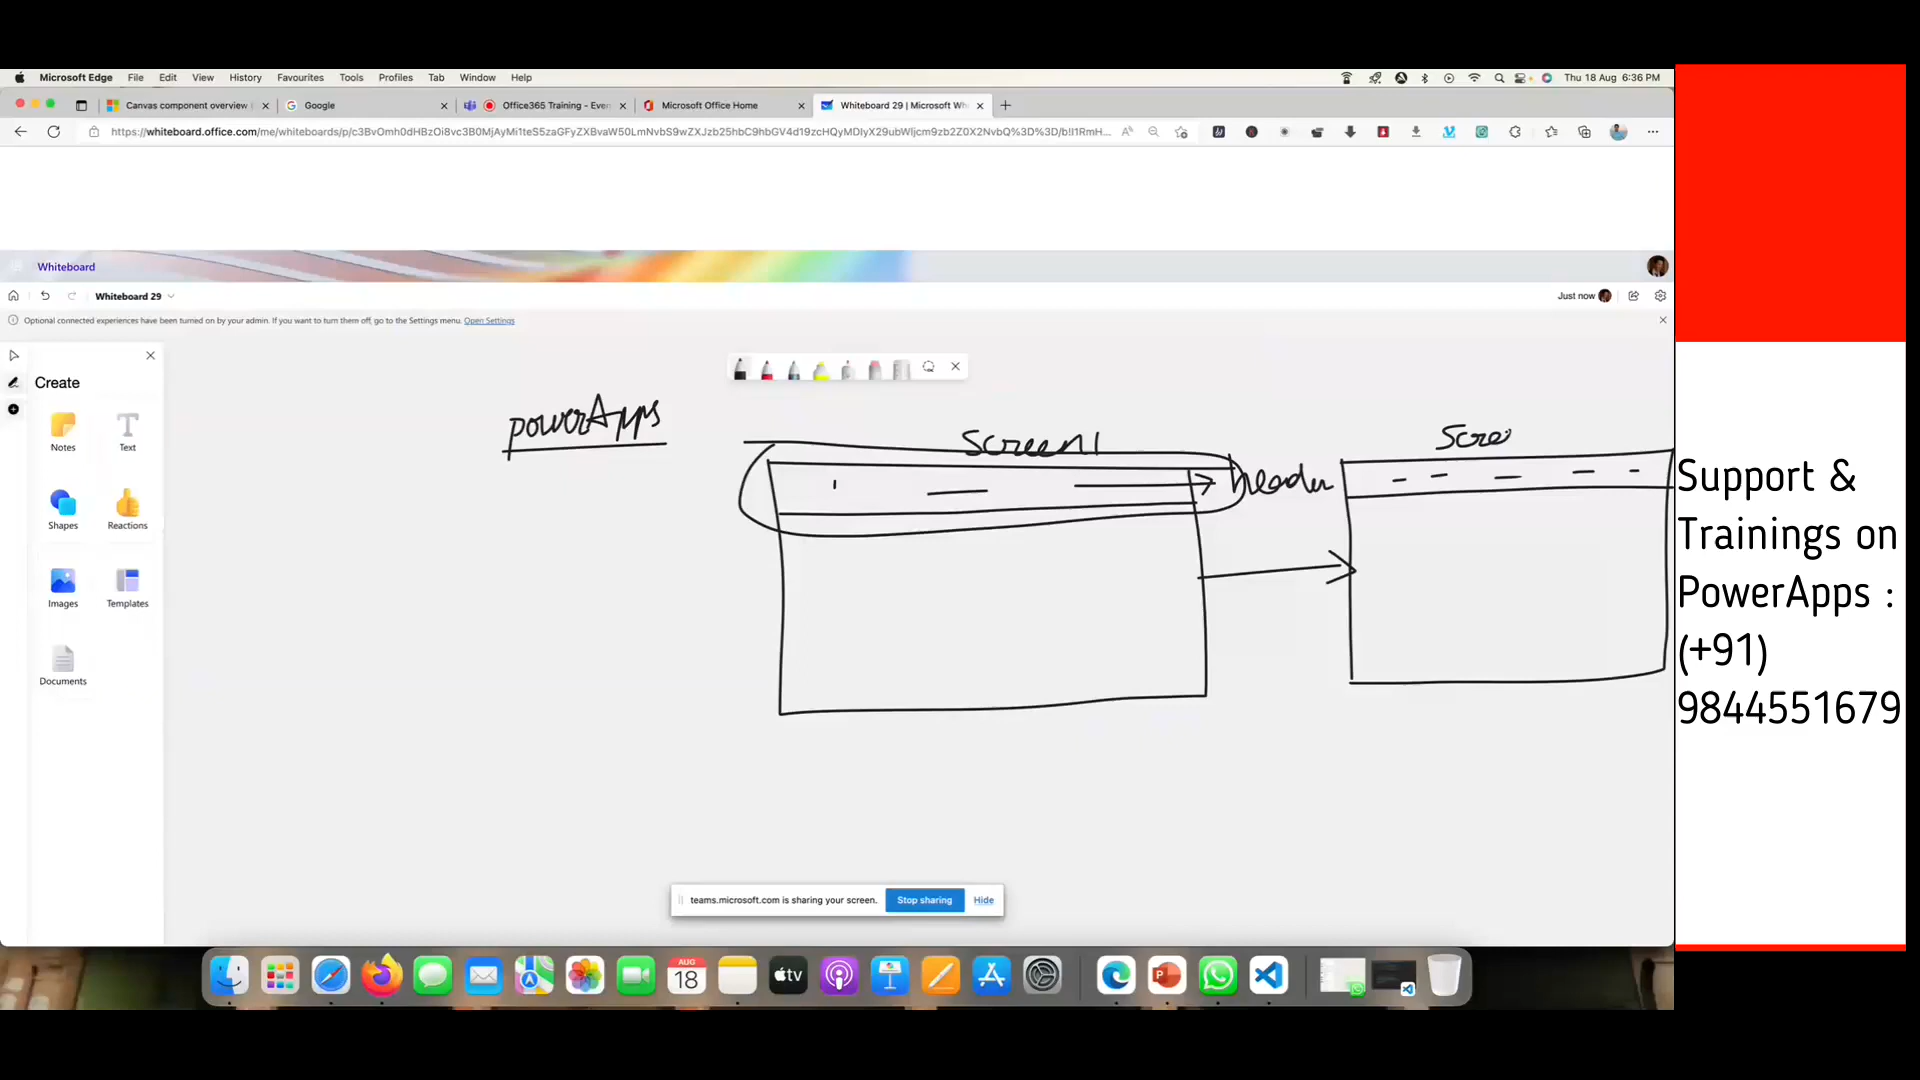 Microsoft Edge File Edit View History Favourites Tools Profiles Tab Window Help Thu 18 Aug 6:36 PM
Canvas component overview Google Office365 Training - Even Microsoft Office Home Whiteboard 29 | Microsoft Wh
Whiteboard
Whiteboard 29 Just now
Optional connected experiences have been turned on by your admin. If you want to turn them off, go to the Settings menu. Open Settings
Create
Notes Text
Shapes Reactions
Images Templates
Documents
powerApps
Screen1
header
Scre
teams.microsoft.com is sharing your screen. Stop sharing Hide
AUG
18
tv
Support &
Trainings on
PowerApps :
(+91)
9844551679